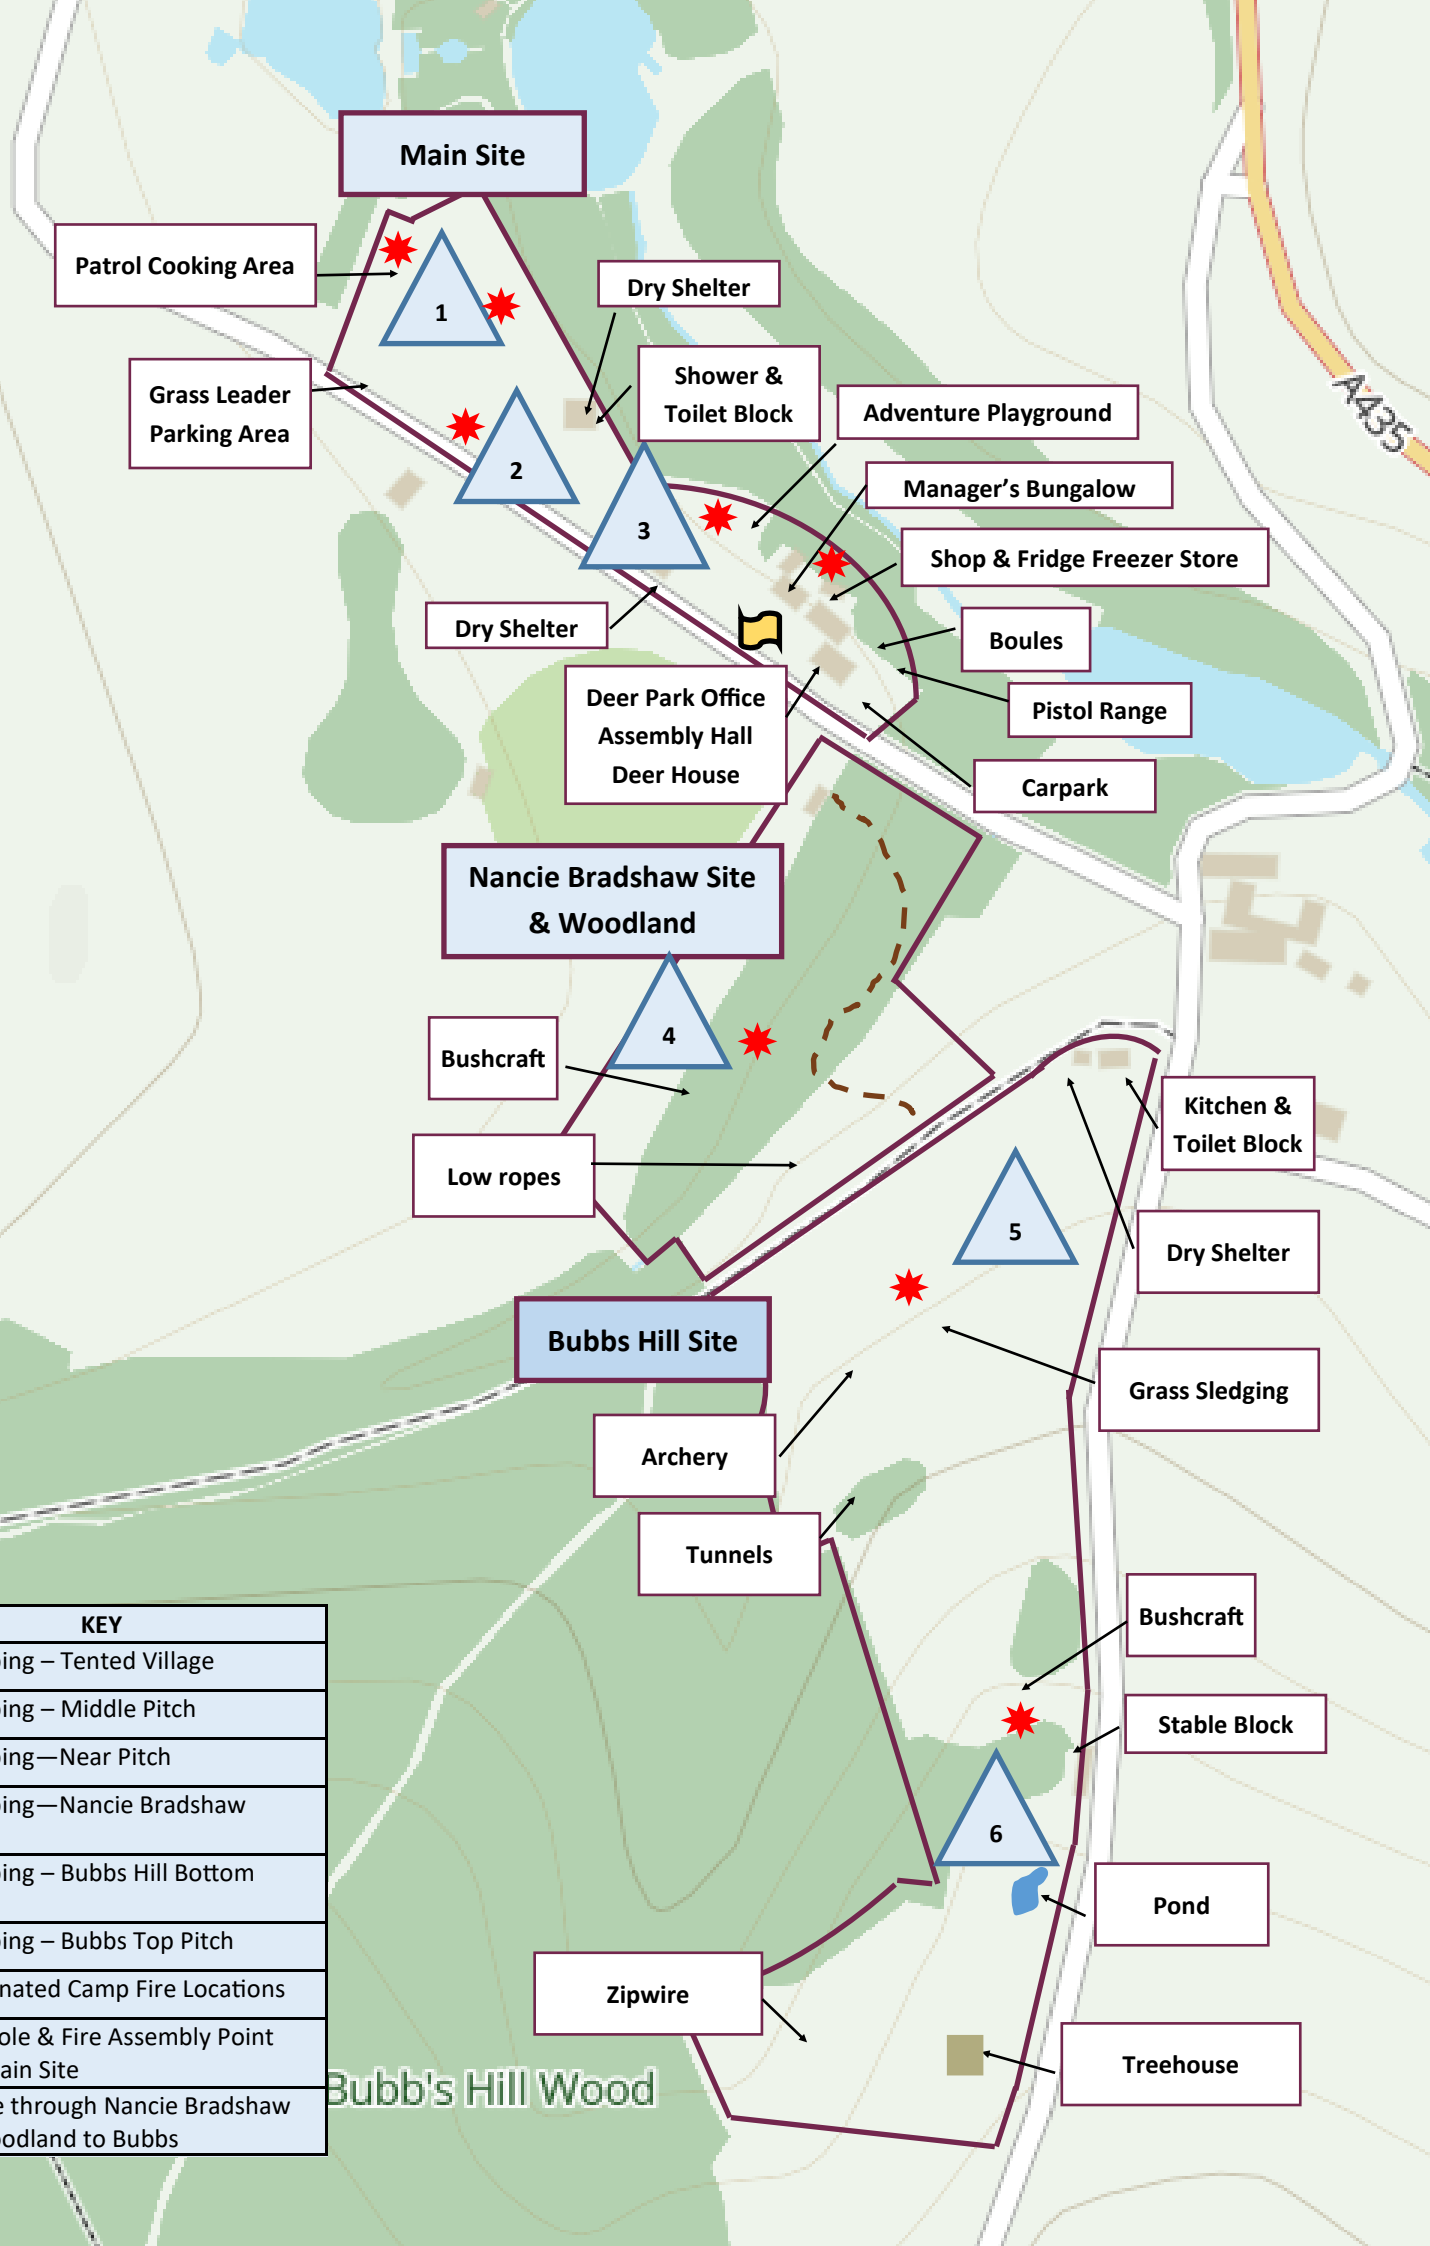 Main Site
Patrol Cooking Area
1
Dry Shelter
Grass Leader
Parking Area
Shower &
Toilet Block
Adventure Playground
A435
2
Manager's Bungalow
3
Shop & Fridge Freezer Store
Dry Shelter
Boules
Deer Park Office
Assembly Hall
Deer House
Pistol Range
Carpark
Nancie Bradshaw Site
& Woodland
4
Bushcraft
Kitchen &
Toilet Block
Low ropes
5
Dry Shelter
Bubbs Hill Site
Grass Sledging
Archery
Tunnels
Bushcraft
Stable Block
6
Pond
Zipwire
Treehouse
Bubb's Hill Wood
KEY
ing – Tented Village
ing – Middle Pitch
ing—Near Pitch
ing—Nancie Bradshaw
ing – Bubbs Hill Bottom
ing – Bubbs Top Pitch
nated Camp Fire Locations
ole & Fire Assembly Point
ain Site
e through Nancie Bradshaw
odland to Bubbs